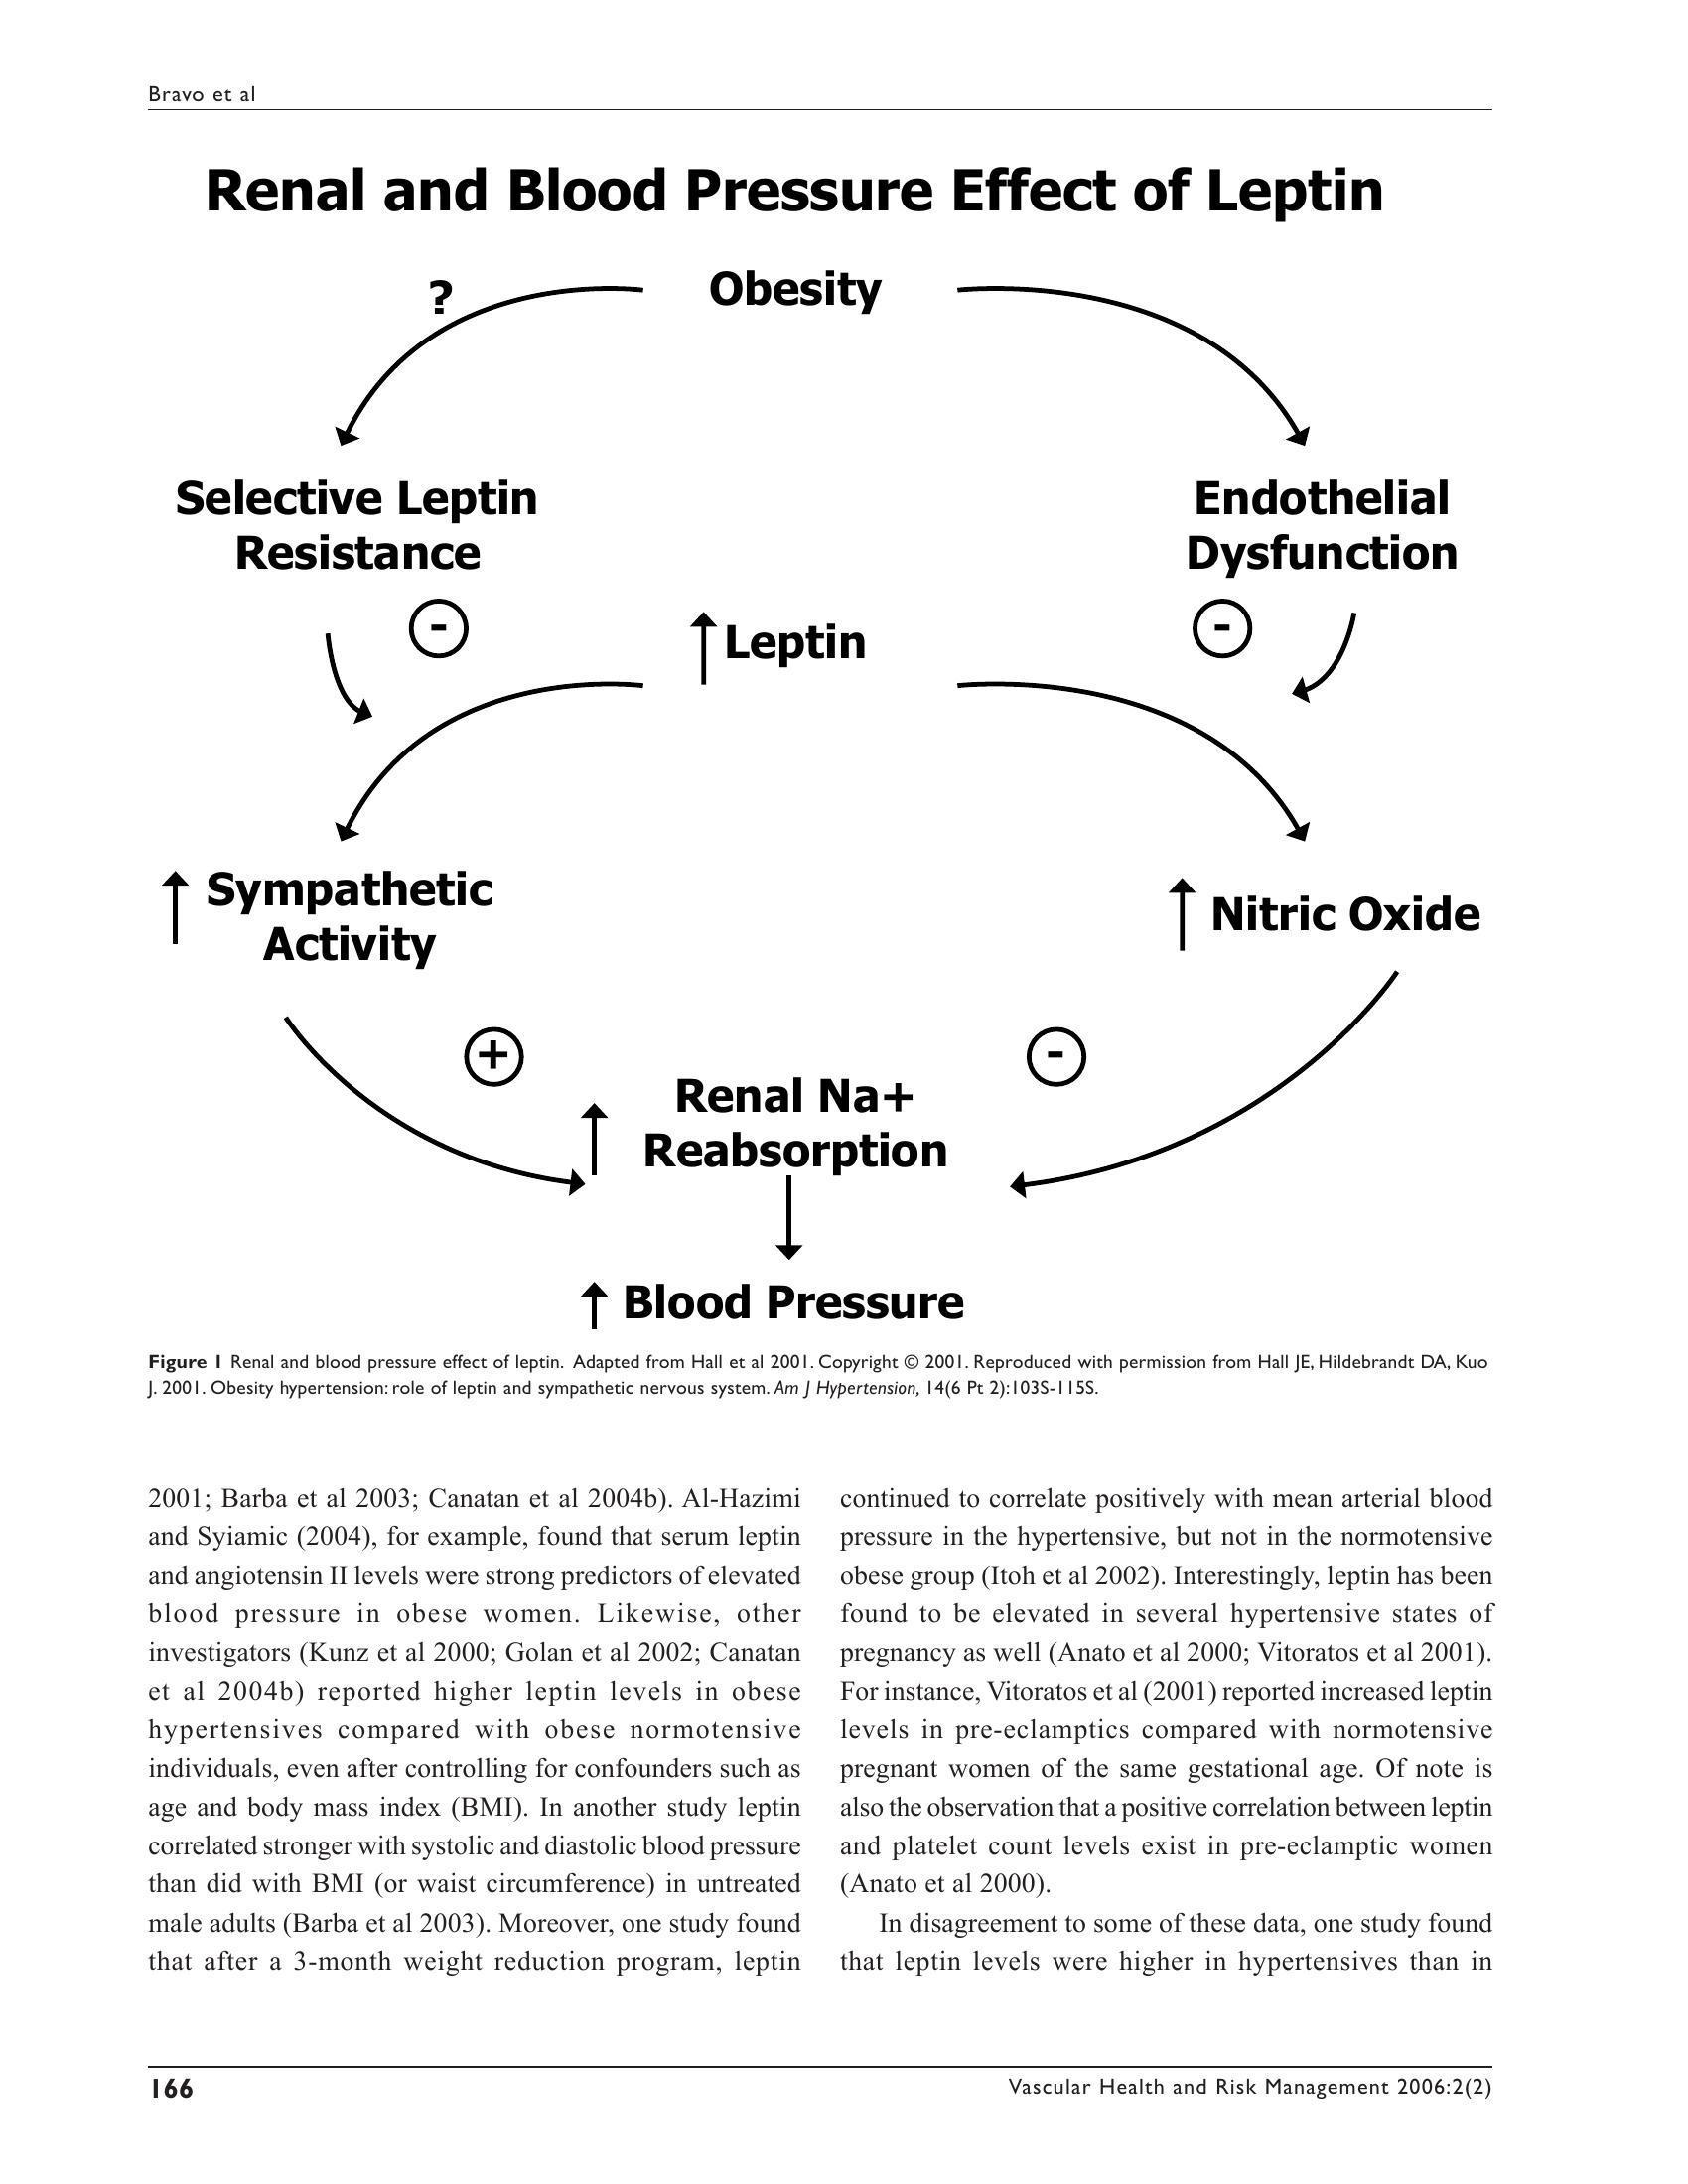 Bravo et al
Renal and Blood Pressure Effect of Leptin
?
Obesity
Selective Leptin
Resistance
Endothelial
Dysfunction
-
↑ Leptin
-
↑ Sympathetic
Activity
↑ Nitric Oxide
+
-
↑ Renal Na+
Reabsorption
↑ Blood Pressure
Figure 1 Renal and blood pressure effect of leptin. Adapted from Hall et al 2001. Copyright © 2001. Reproduced with permission from Hall JE, Hildebrandt DA, Kuo
J. 2001. Obesity hypertension: role of leptin and sympathetic nervous system. Am J Hypertension, 14(6 Pt 2):103S-115S.
2001; Barba et al 2003; Canatan et al 2004b). Al-Hazimi
and Syiamic (2004), for example, found that serum leptin
and angiotensin II levels were strong predictors of elevated
blood pressure in obese women. Likewise, other
investigators (Kunz et al 2000; Golan et al 2002; Canatan
et al 2004b) reported higher leptin levels in obese
hypertensives compared with obese normotensive
individuals, even after controlling for confounders such as
age and body mass index (BMI). In another study leptin
correlated stronger with systolic and diastolic blood pressure
than did with BMI (or waist circumference) in untreated
male adults (Barba et al 2003). Moreover, one study found
that after a 3-month weight reduction program, leptin
continued to correlate positively with mean arterial blood
pressure in the hypertensive, but not in the normotensive
obese group (Itoh et al 2002). Interestingly, leptin has been
found to be elevated in several hypertensive states of
pregnancy as well (Anato et al 2000; Vitoratos et al 2001).
For instance, Vitoratos et al (2001) reported increased leptin
levels in pre-eclamptics compared with normotensive
pregnant women of the same gestational age. Of note is
also the observation that a positive correlation between leptin
and platelet count levels exist in pre-eclamptic women
(Anato et al 2000).
In disagreement to some of these data, one study found
that leptin levels were higher in hypertensives than in
166
Vascular Health and Risk Management 2006:2(2)